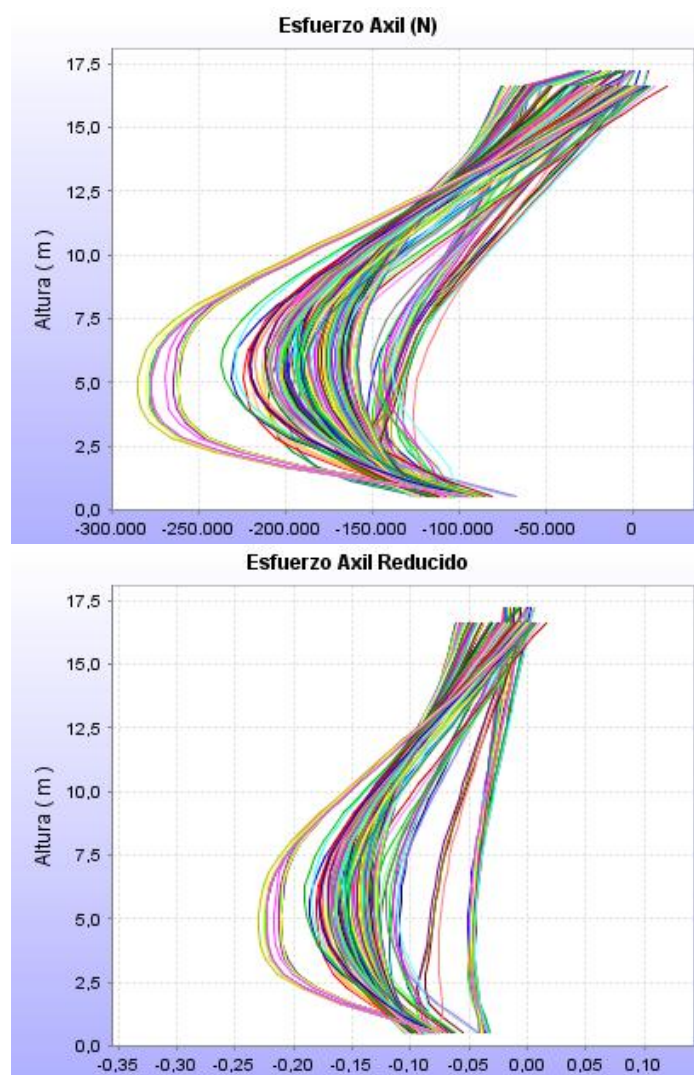 Esfuerzo Axil (N)
17,5
15,0
12,5
10,0
7,5
5,0
2,5
0,0
Altura ( m )
-300.000 -250.000 -200.000 -150.000 -100.000 -50.000 0
Esfuerzo Axil Reducido
17,5
15,0
12,5
10,0
7,5
5,0
2,5
0,0
Altura ( m )
-0,35 -0,30 -0,25 -0,20 -0,15 -0,10 -0,05 0,00 0,05 0,10